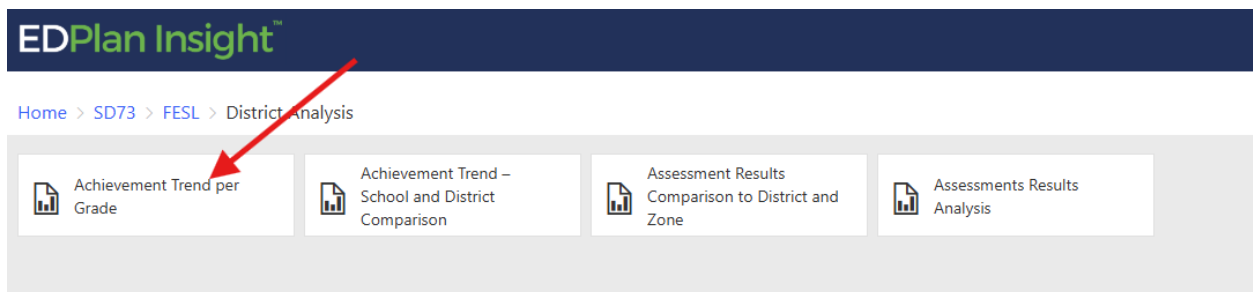 EDPlan Insight™
Home > SD73 > FESL > District Analysis
Achievement Trend per
Grade
Achievement Trend –
School and District
Comparison
Assessment Results
Comparison to District and
Zone
Assessments Results
Analysis